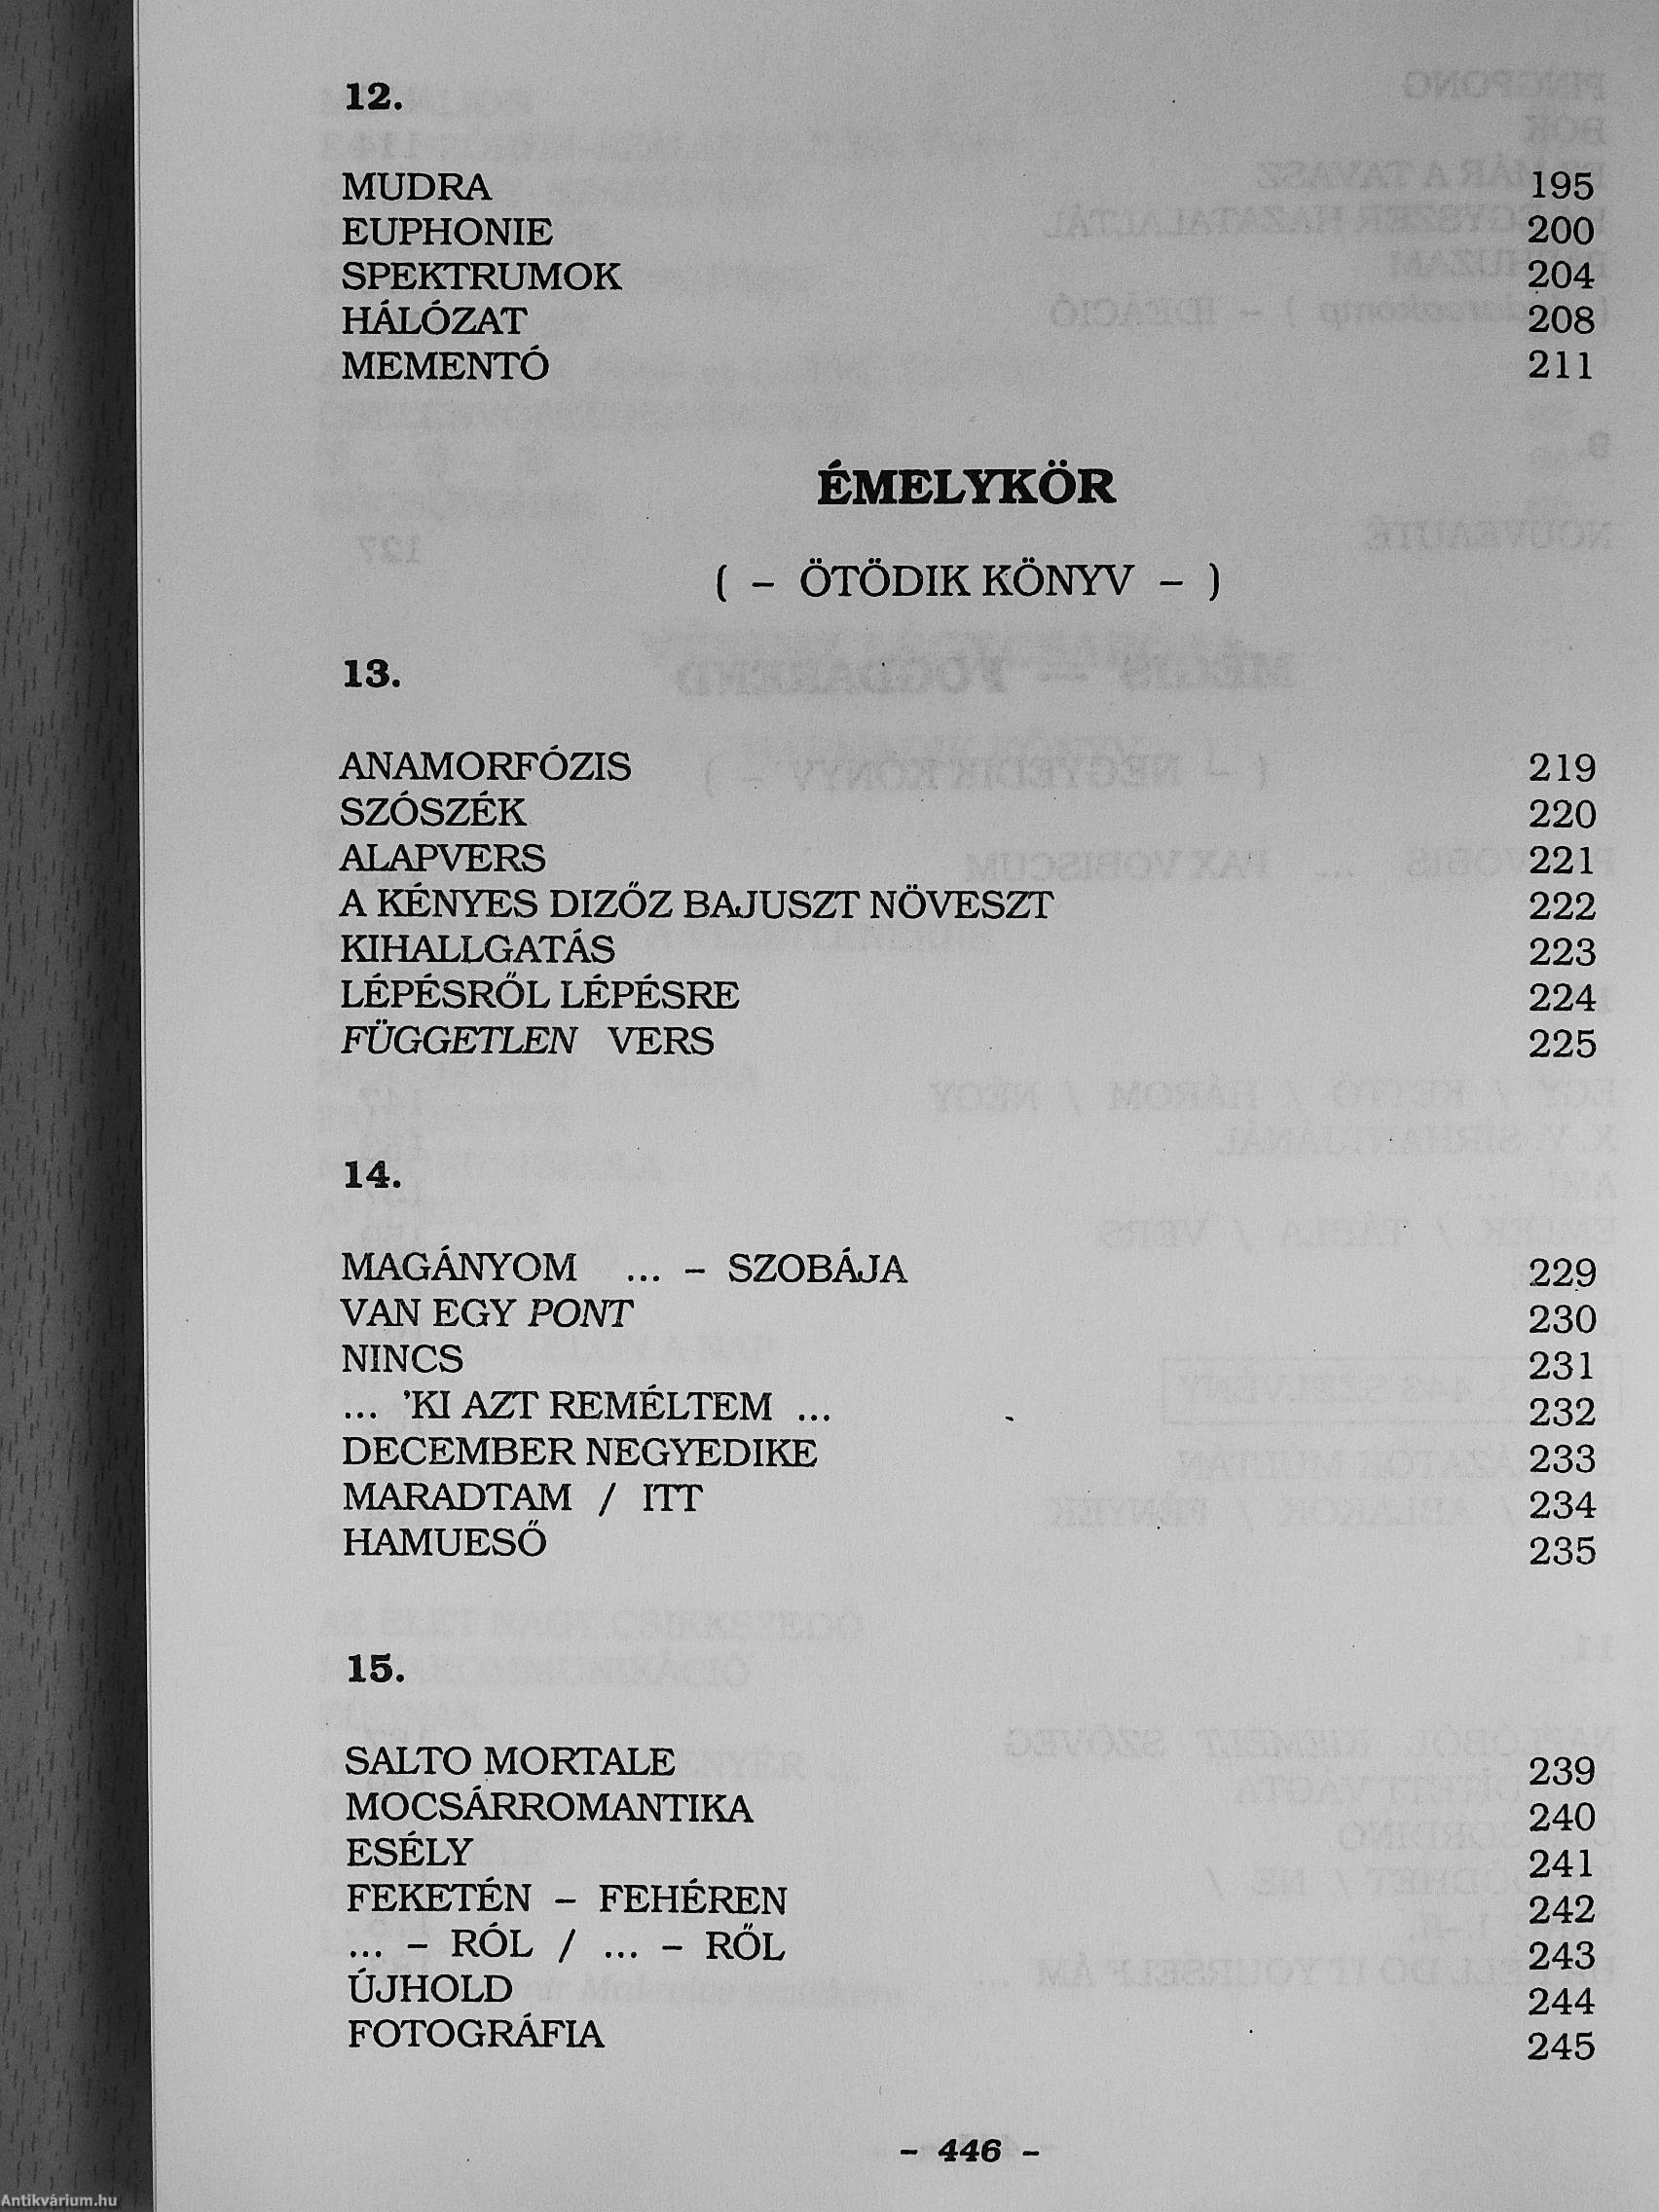 12.
MUDRA 195
EUPHONIE 200
SPEKTRUMOK 204
HÁLÓZAT 208
MEMENTÓ 211
ÉMELYKÖR
( – ÖTÖDIK KÖNYV – )
13.
ANAMORFÓZIS 219
SZÓSZÉK 220
ALAPVERS 221
A KÉNYES DIZŐZ BAJUSZT NÖVESZT 222
KIHALLGATÁS 223
LÉPÉSRŐL LÉPÉSRE 224
FÜGGETLEN VERS 225
14.
MAGÁNYOM ... – SZOBÁJA 229
VAN EGY PONT 230
NINCS 231
... 'KI AZT REMÉLTEM ... 232
DECEMBER NEGYEDIKE 233
MARADTAM / ITT 234
HAMUESŐ 235
15.
SALTO MORTALE 239
MOCSÁRROMANTIKA 240
ESÉLY 241
FEKETÉN – FEHÉREN 242
... – RÓL / ... – RŐL 243
ÚJHOLD 244
FOTOGRÁFIA 245
– 446 –
Antikvárium.hu